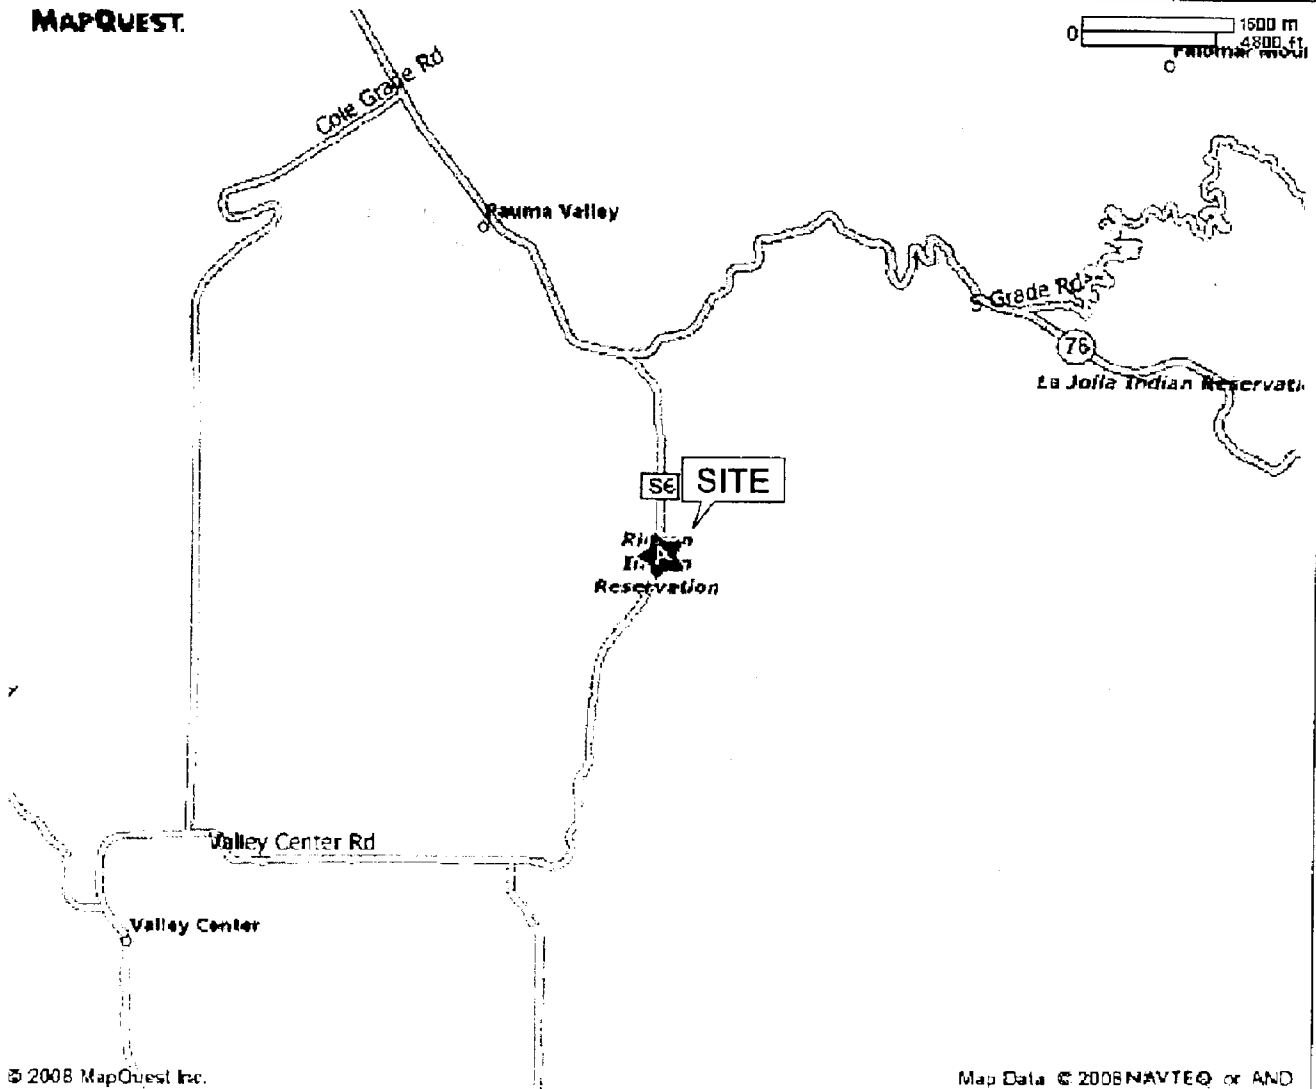 MAPQUEST.
0
1600 m
4800 ft
Cole Grade Rd
Pauma Valley
S Grade Rd
76
La Jolla Indian Reservati
S6
SITE
A
Reservation
Valley Center Rd
Valley Center
© 2008 MapQuest Inc.
Map Data © 2008 NAVTEQ or AND